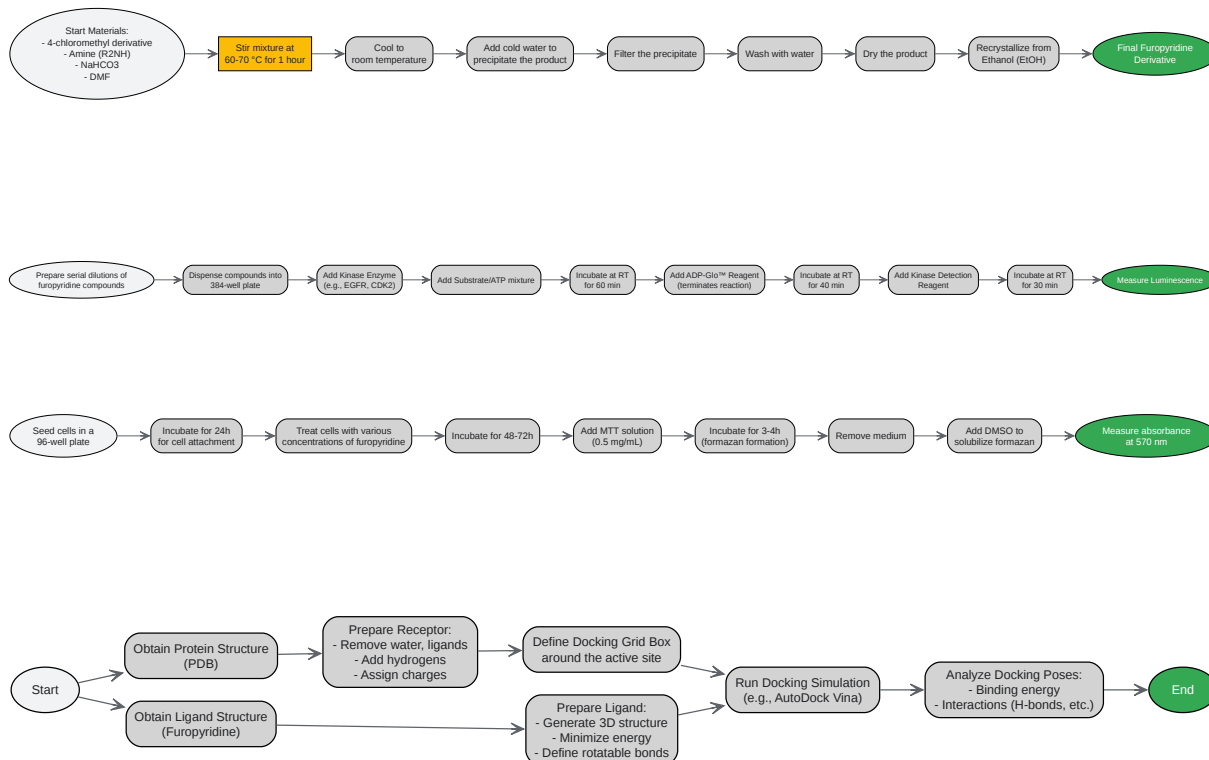 Start Materials:
- 4-chloromethyl derivative
- Amine (R2NH)
- NaHCO3
- DMF
Stir mixture at
60-70 °C for 1 hour
Cool to
room temperature
Add cold water to
precipitate the product
Filter the precipitate
Wash with water
Dry the product
Recrystallize from
Ethanol (EtOH)
Final Furopyridine
Derivative
Prepare serial dilutions of
furopyridine compounds
Dispense compounds into
384-well plate
Add Kinase Enzyme
(e.g., EGFR, CDK2)
Add Substrate/ATP mixture
Incubate at RT
for 60 min
Add ADP-Glo™ Reagent
(terminates reaction)
Incubate at RT
for 40 min
Add Kinase Detection
Reagent
Incubate at RT
for 30 min
Measure Luminescence
Seed cells in a
96-well plate
Incubate for 24h
for cell attachment
Treat cells with various
concentrations of furopyridine
Incubate for 48-72h
Add MTT solution
(0.5 mg/mL)
Incubate for 3-4h
(formazan formation)
Remove medium
Add DMSO to
solubilize formazan
Measure absorbance
at 570 nm
Start
Obtain Protein Structure
(PDB)
Obtain Ligand Structure
(Furopyridine)
Prepare Receptor:
- Remove water, ligands
- Add hydrogens
- Assign charges
Define Docking Grid Box
around the active site
Prepare Ligand:
- Generate 3D structure
- Minimize energy
- Define rotatable bonds
Run Docking Simulation
(e.g., AutoDock Vina)
Analyze Docking Poses:
- Binding energy
- Interactions (H-bonds, etc.)
End